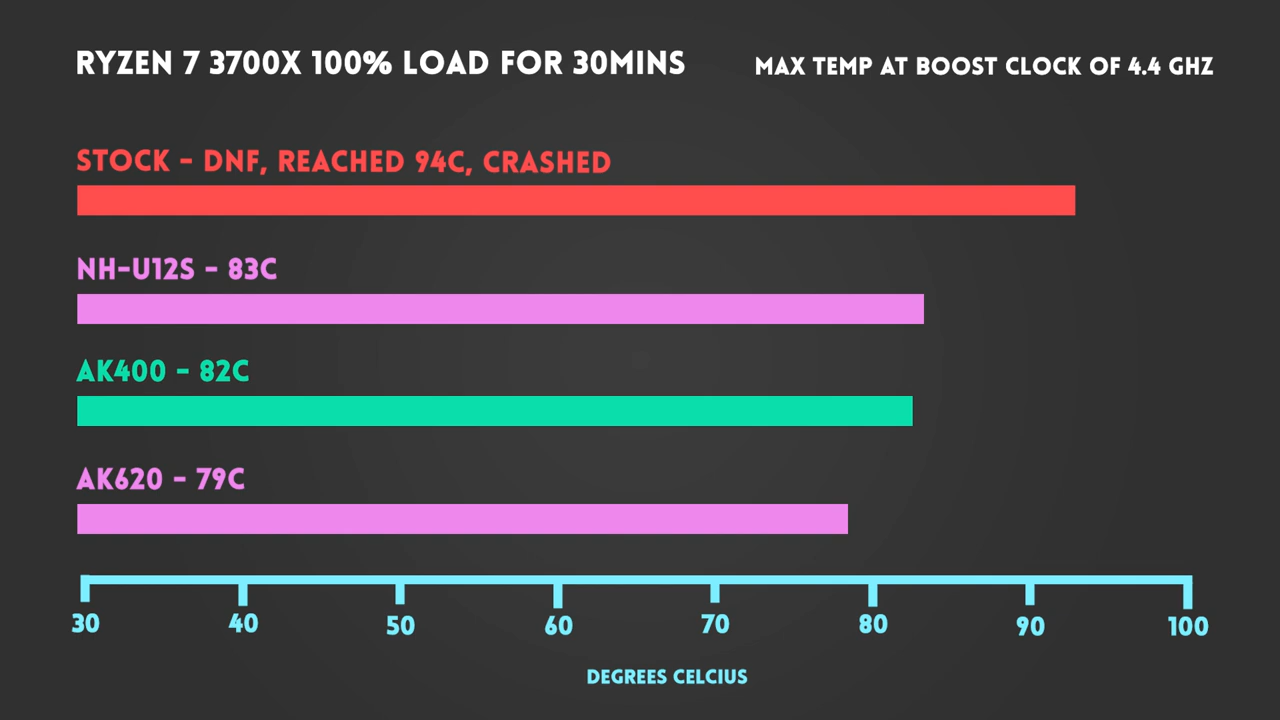 RYZEN 7 3700X 100% LOAD FOR 30MINS
MAX TEMP AT BOOST CLOCK OF 4.4 GHZ
STOCK - DNF, REACHED 94C, CRASHED
NH-U12S - 83C
AK400 - 82C
AK620 - 79C
30 40 50 60 70 80 90 100
DEGREES CELCIUS